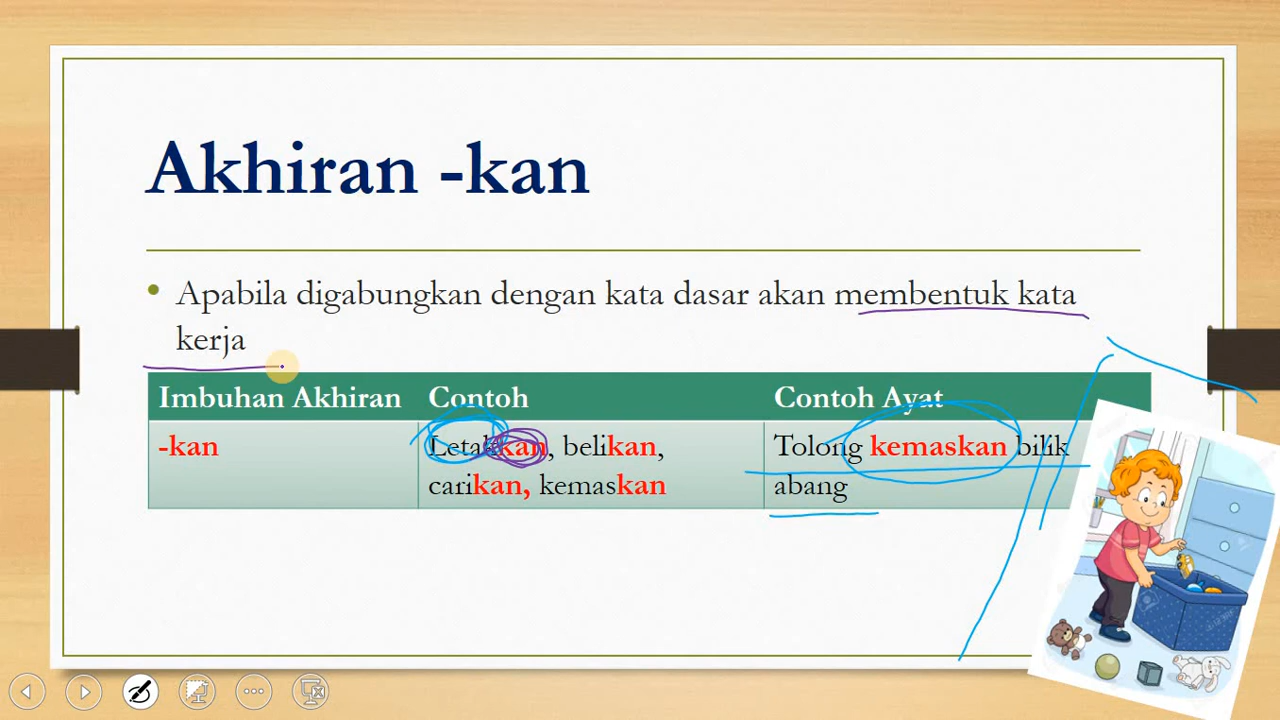 Akhiran -kan
Apabila digabungkan dengan kata dasar akan membentuk kata
kerja
Imbuhan Akhiran
Contoh
Contoh Ayat
-kan
Letakkan, belikan,
carikan, kemaskan
Tolong kemaskan bilik
abang